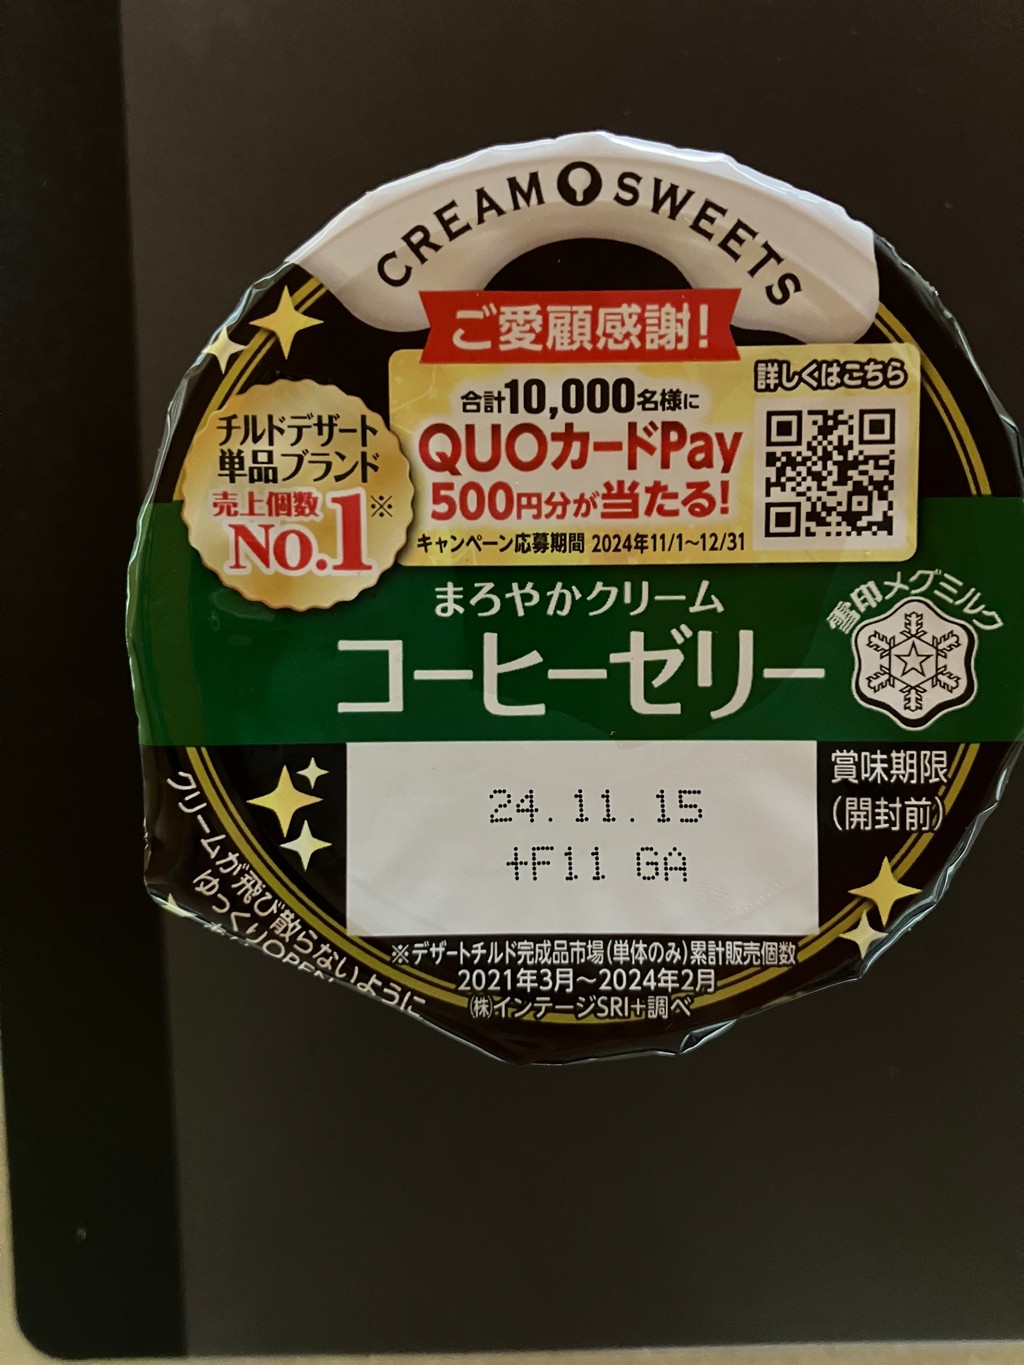 CREAM SWEETS
ご愛顧感謝!
合計10,000名様に
QUOカードPay
500円分が当たる!
キャンペーン応募期間 2024年11/1~12/31
詳しくはこちら
チルドデザート
単品ブランド
売上個数※
No.1
まろやかクリーム
コーヒーゼリー
雪印メグミルク
24.11.15
+F11 GA
賞味期限
(開封前)
クリームが飛び散らないように
ゆっくりOPEN
※デザートチルド完成品市場(単体のみ)累計販売個数
2021年3月~2024年2月
㈱インテージSRI+調べ